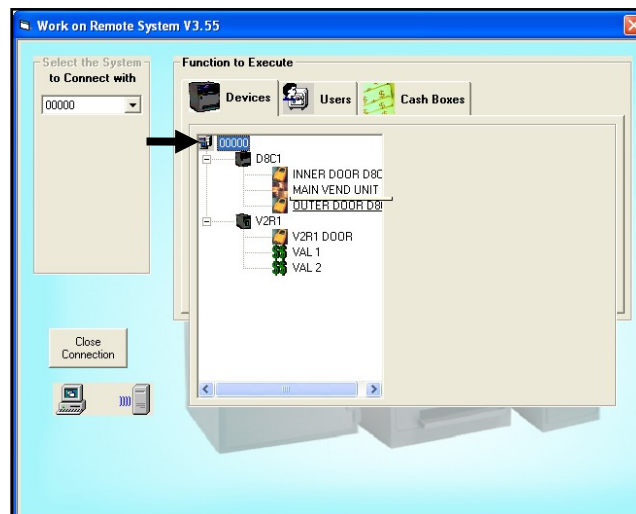 Work on Remote System V3.55
Select the System
to Connect with
00000
Function to Execute
Devices
Users
Cash Boxes
00000
D8C1
INNER DOOR D8C
MAIN VEND UNIT
OUTER DOOR D8
V2R1
V2R1 DOOR
VAL 1
VAL 2
Close
Connection